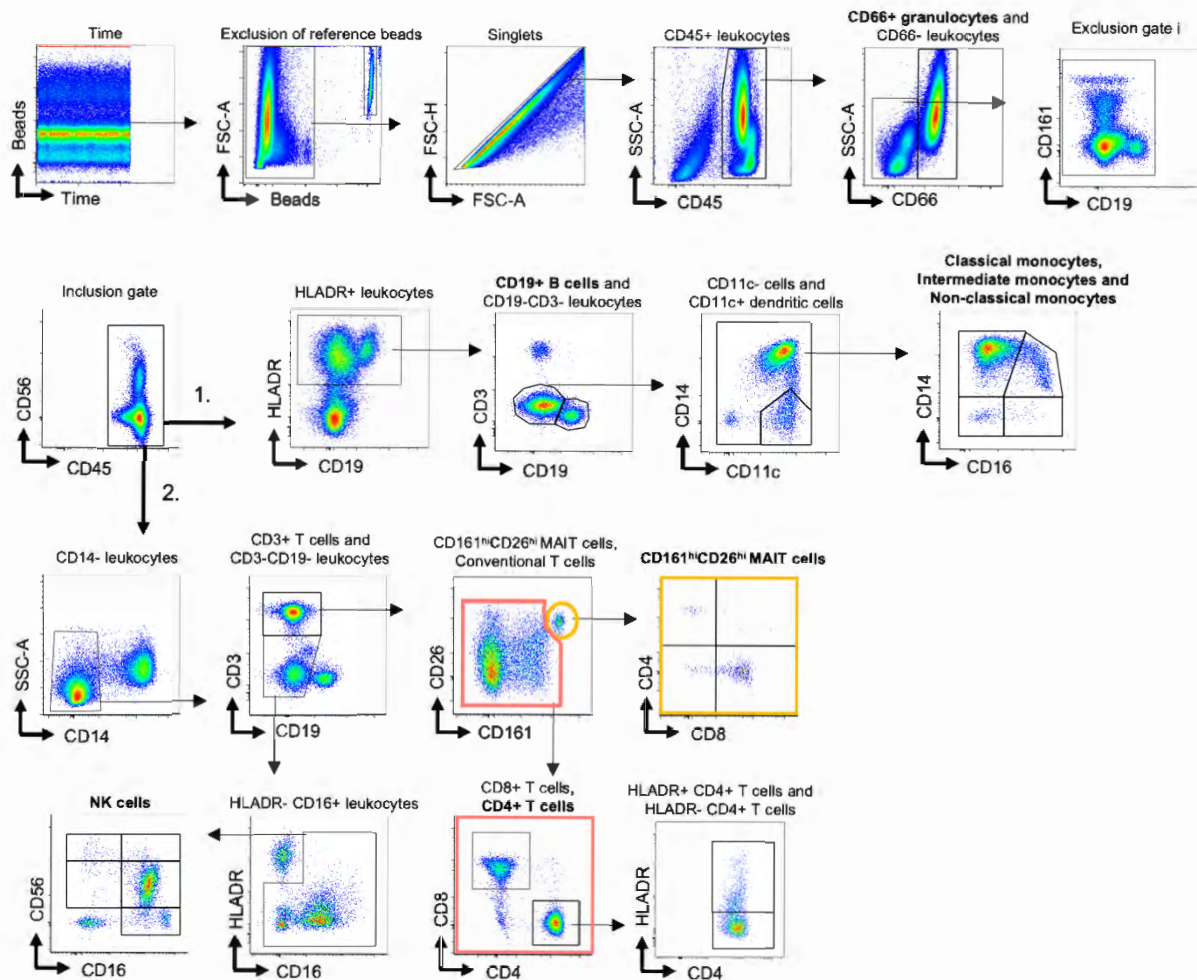 Time
Beads
Time
Exclusion of reference beads
FSC-A
Beads
Singlets
FSC-H
FSC-A
CD45+ leukocytes
SSC-A
CD45
CD66+ granulocytes and
CD66- leukocytes
SSC-A
CD66
Exclusion gate i
CD161
CD19
Inclusion gate
CD56
CD45
1.
2.
HLADR+ leukocytes
HLADR
CD19
CD19+ B cells and
CD19-CD3- leukocytes
CD3
CD19
CD11c- cells and
CD11c+ dendritic cells
CD14
CD11c
Classical monocytes,
Intermediate monocytes and
Non-classical monocytes
CD14
CD16
CD14- leukocytes
SSC-A
CD14
CD3+ T cells and
CD3-CD19- leukocytes
CD3
CD19
CD161hiCD26hi MAIT cells,
Conventional T cells
CD26
CD161
CD161hiCD26hi MAIT cells
CD4
CD8
NK cells
CD56
CD16
HLADR- CD16+ leukocytes
HLADR
CD16
CD8+ T cells,
CD4+ T cells
CD8
CD4
HLADR+ CD4+ T cells and
HLADR- CD4+ T cells
HLADR
CD4